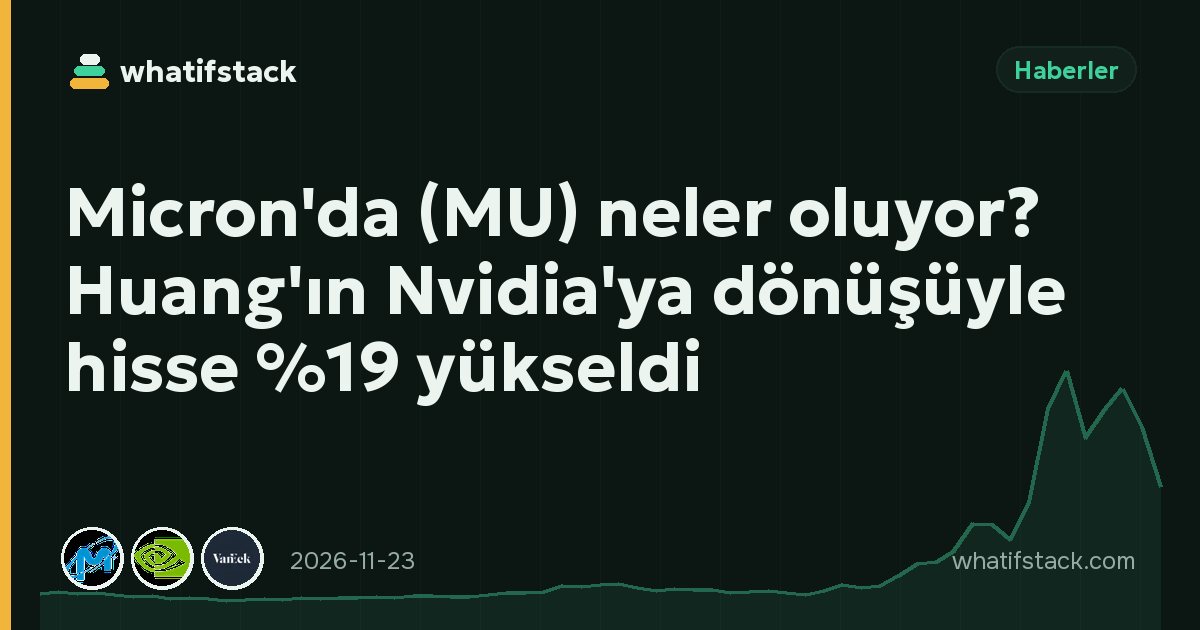 whatifstack
Haberler
Micron'da (MU) neler oluyor?
Huang'ın Nvidia'ya dönüşüyle
hisse %19 yükseldi
VanEck
2026-11-23
whatifstack.com